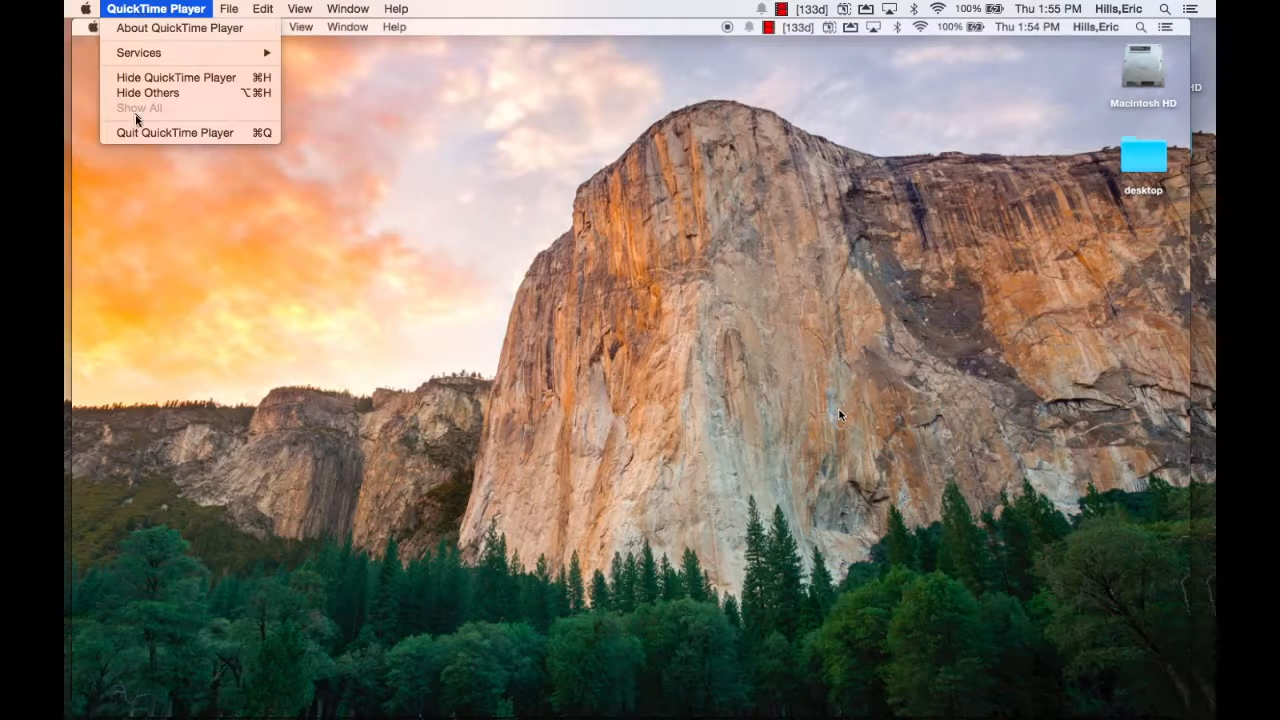 QuickTime Player File Edit View Window Help [133d] 100% Thu 1:55 PM Hills,Eric
View Window Help [133d] 100% Thu 1:54 PM Hills,Eric
About QuickTime Player
Services
Hide QuickTime Player ⌘H
Hide Others ⌥⌘H
Show All
Quit QuickTime Player ⌘Q
Macintosh HD
HD
desktop